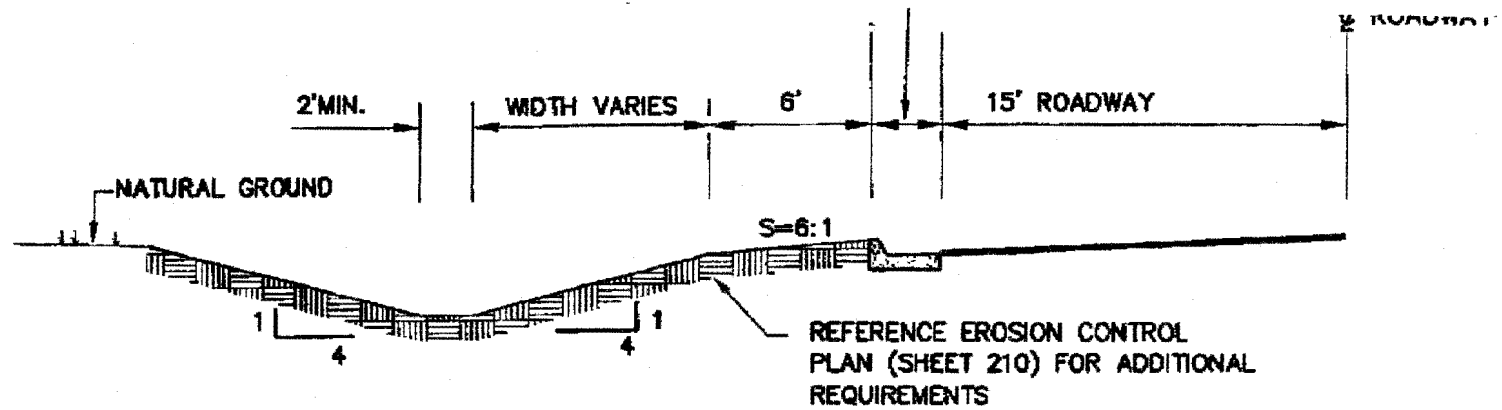 ROADWAY
2'MIN.
WIDTH VARIES
6'
15' ROADWAY
NATURAL GROUND
S=6:1
1
4
1
4
REFERENCE EROSION CONTROL
PLAN (SHEET 210) FOR ADDITIONAL
REQUIREMENTS